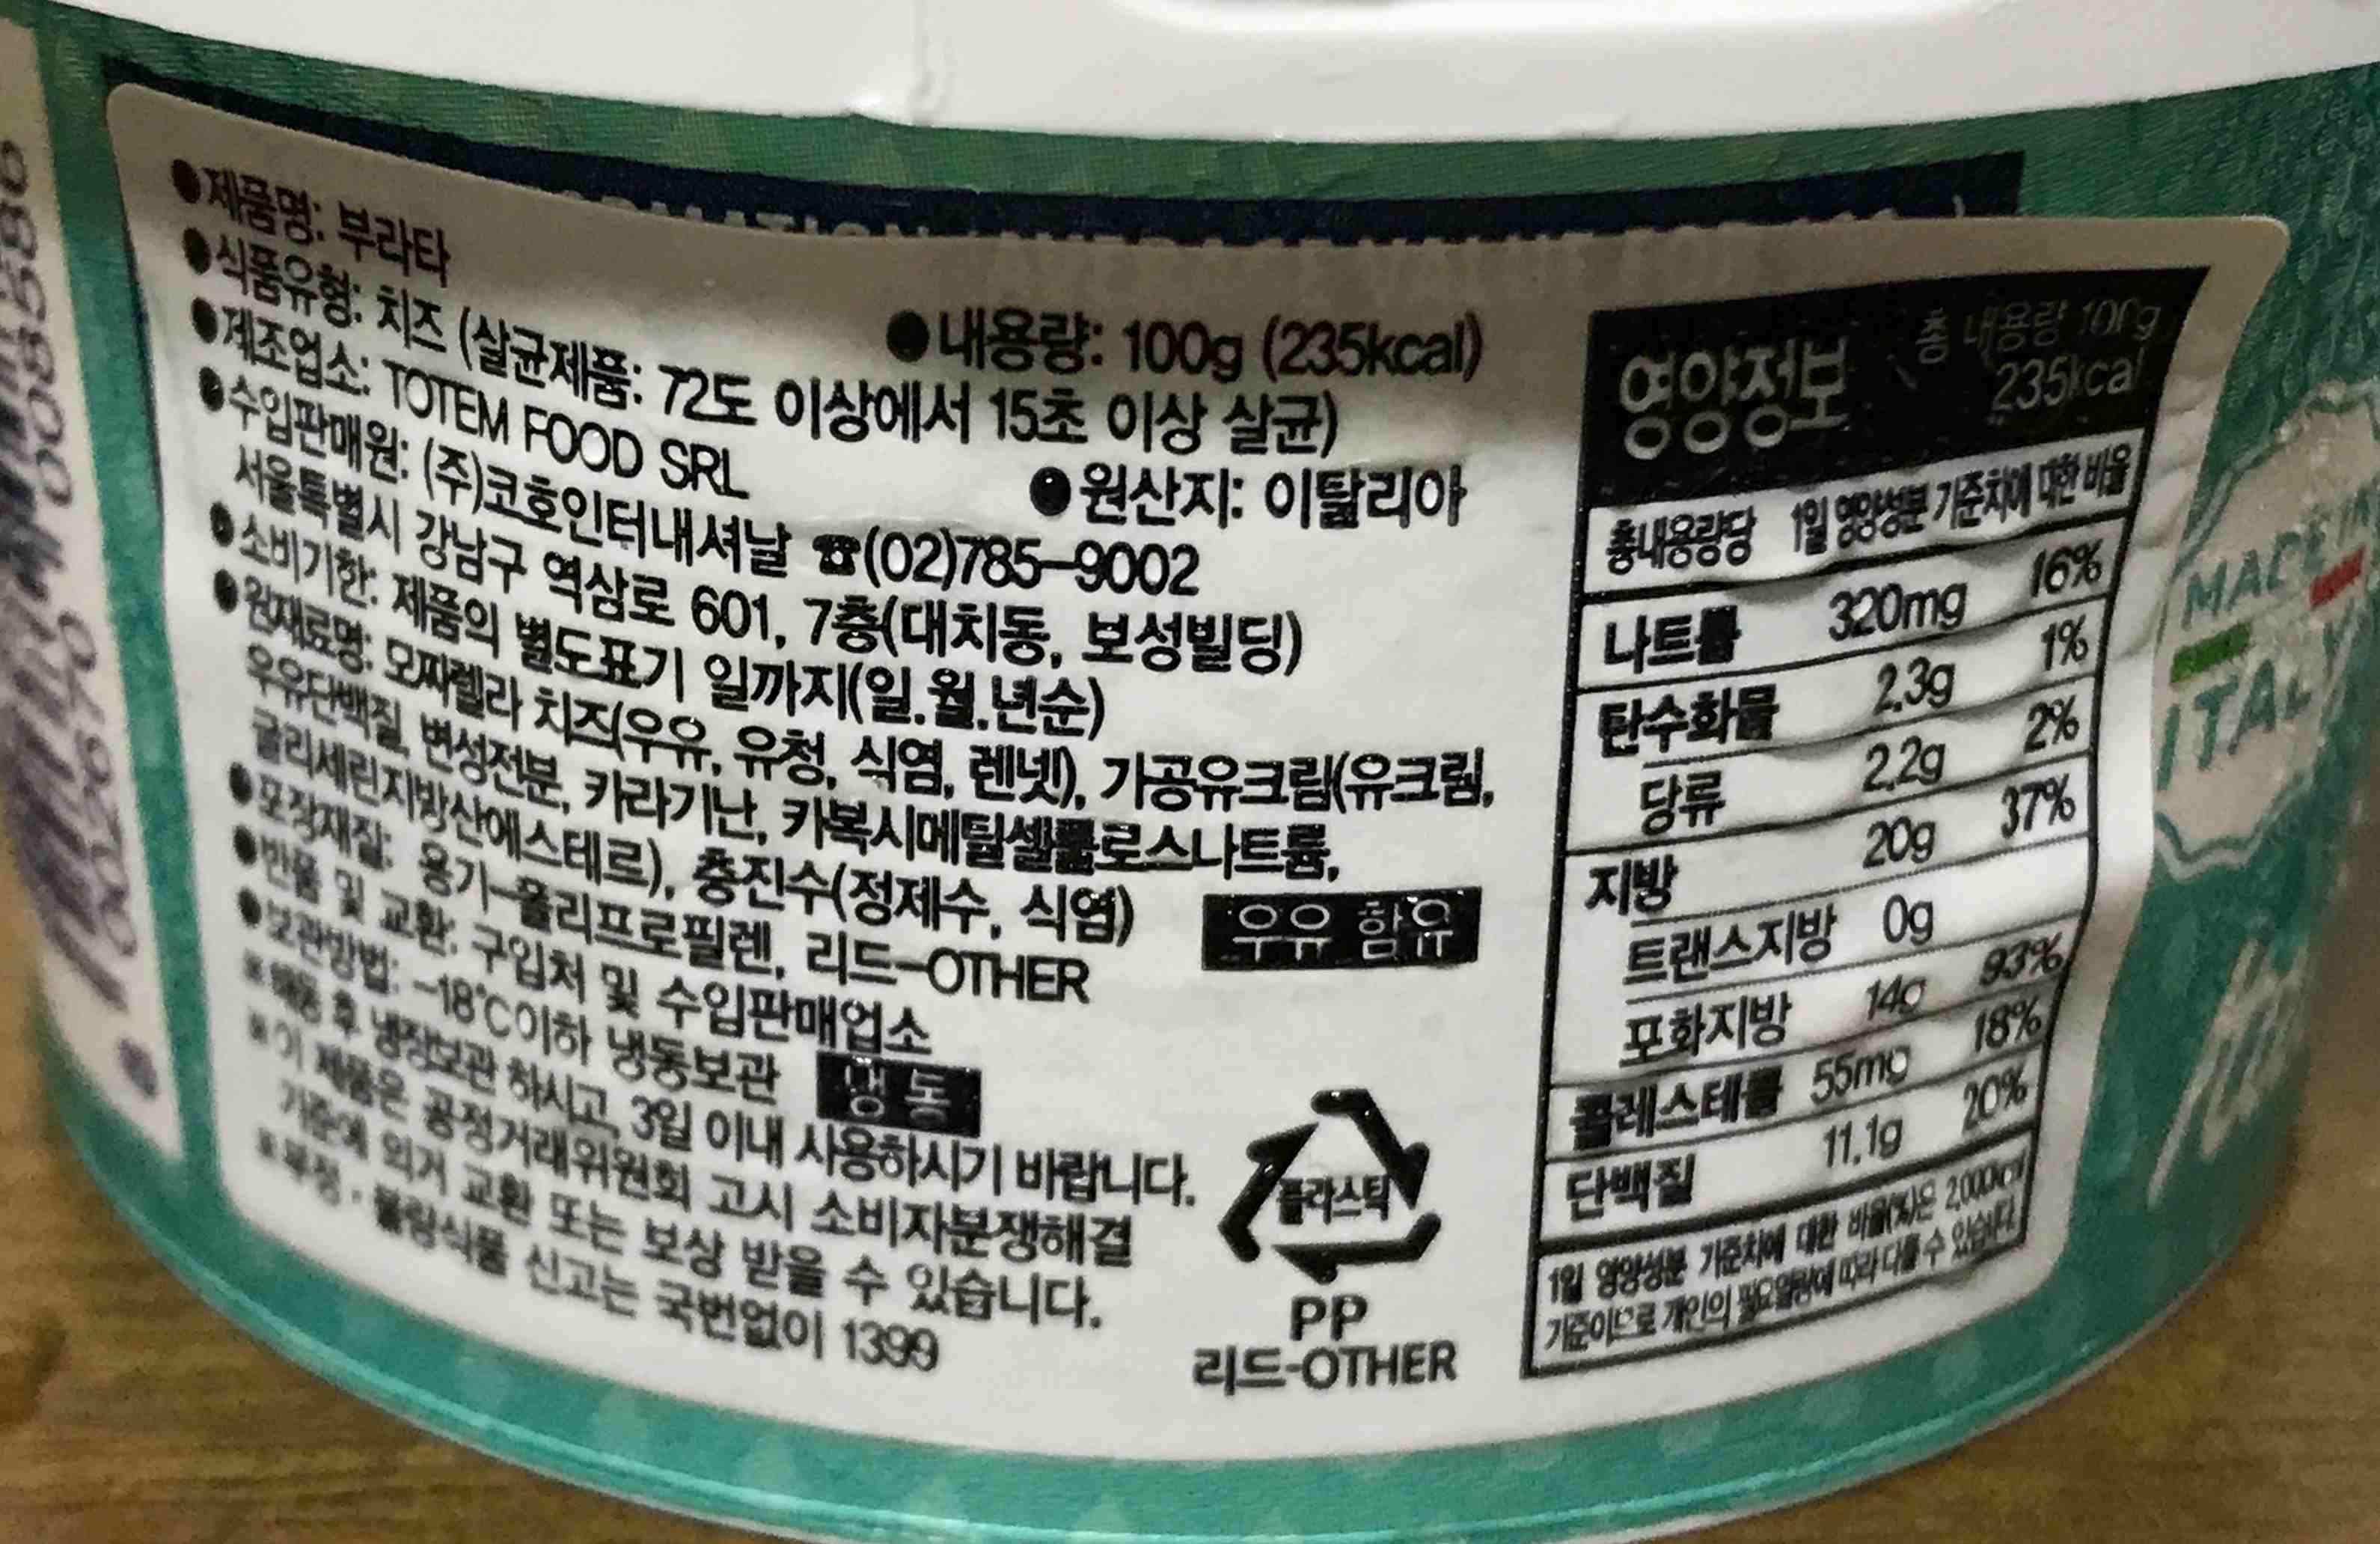 ●제품명: 부라타
●내용량: 100g (235kcal)
●식품유형: 치즈 (살균제품: 72도 이상에서 15초 이상 살균)
●제조업소: TOTEM FOOD SRL
●원산지: 이탈리아
●수입판매원: (주)코호인터내셔날 ☎(02)785-9002
서울특별시 강남구 역삼로 601, 7층(대치동, 보성빌딩)
●소비기한: 제품의 별도표기 일까지(일.월.년순)
●원재료명: 모짜렐라 치즈(우유, 유청, 식염, 렌넷), 가공유크림(유크림,
우유단백질, 변성전분, 카라기난, 카복시메틸셀룰로스나트륨,
글리세린지방산에스테르), 충진수(정제수, 식염)
우유 함유
●포장재질: 용기-폴리프로필렌, 리드-OTHER
●반품 및 교환: 구입처 및 수입판매업소
●보관방법: -18℃이하 냉동보관 냉동
※해동 후 냉장보관 하시고, 3일 이내 사용하시기 바랍니다.
※이 제품은 공정거래위원회 고시 소비자분쟁해결
기준에 의거 교환 또는 보상 받을 수 있습니다.
※부정·불량식품 신고는 국번없이 1399
플라스틱
PP
리드-OTHER
영양정보 총 내용량 100g
235kcal
총내용량당 1일 영양성분 기준치에 대한 비율
나트륨 320mg 16%
탄수화물 2.3g 1%
당류 2.2g 2%
지방 20g 37%
트랜스지방 0g
포화지방 14g 93%
콜레스테롤 55mg 18%
단백질 11.1g 20%
1일 영양성분 기준치에 대한 비율(%)은 2,000kcal
기준이므로 개인의 필요열량에 따라 다를 수 있습니다.
MADE IN
ITALY